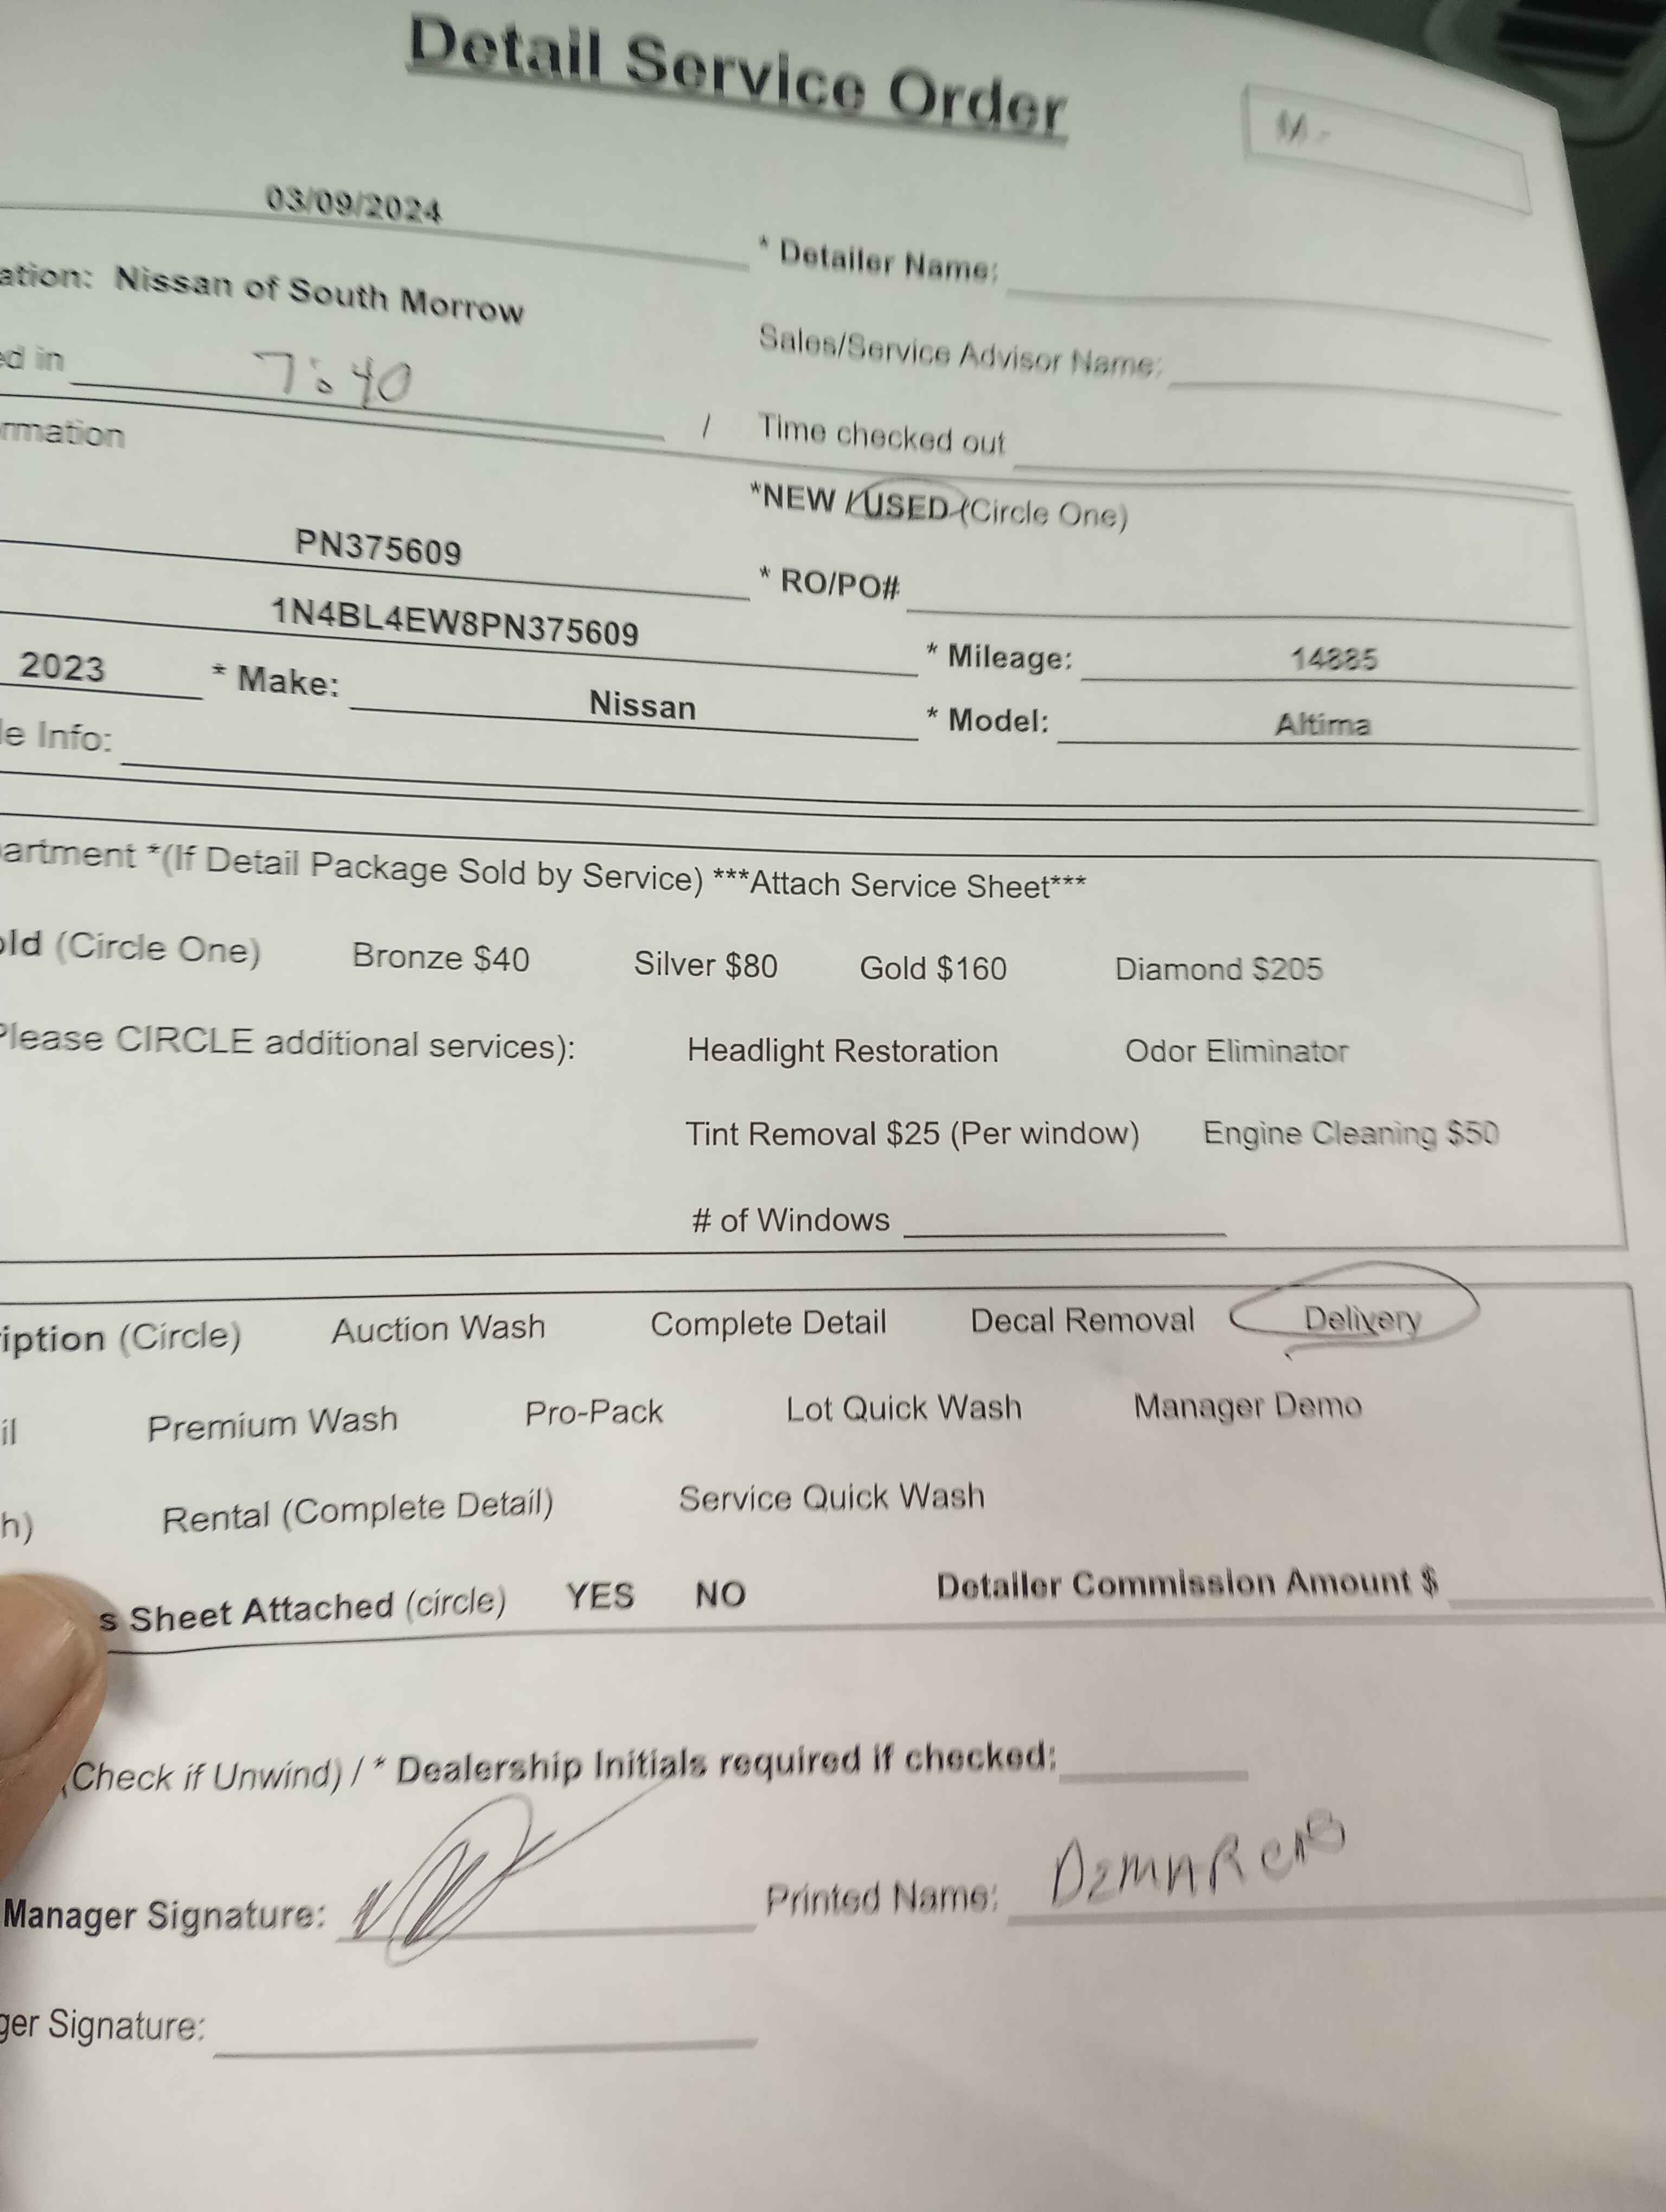 Detail Service Order
M-
03/09/2024
* Detailer Name:
ation: Nissan of South Morrow
Sales/Service Advisor Name:
ed in 7:40 / Time checked out
rmation
*NEW / USED (Circle One)
PN375609
* RO/PO#
1N4BL4EW8PN375609
* Mileage: 14885
2023 * Make: Nissan * Model: Altima
le Info:
artment *(If Detail Package Sold by Service) ***Attach Service Sheet***
old (Circle One) Bronze $40 Silver $80 Gold $160 Diamond $205
Please CIRCLE additional services): Headlight Restoration Odor Eliminator
Tint Removal $25 (Per window) Engine Cleaning $50
# of Windows
iption (Circle) Auction Wash Complete Detail Decal Removal Delivery
il Premium Wash Pro-Pack Lot Quick Wash Manager Demo
h) Rental (Complete Detail) Service Quick Wash
s Sheet Attached (circle) YES NO Detailer Commission Amount $
(Check if Unwind) / * Dealership Initials required if checked:
Manager Signature: Printed Name:
ger Signature: